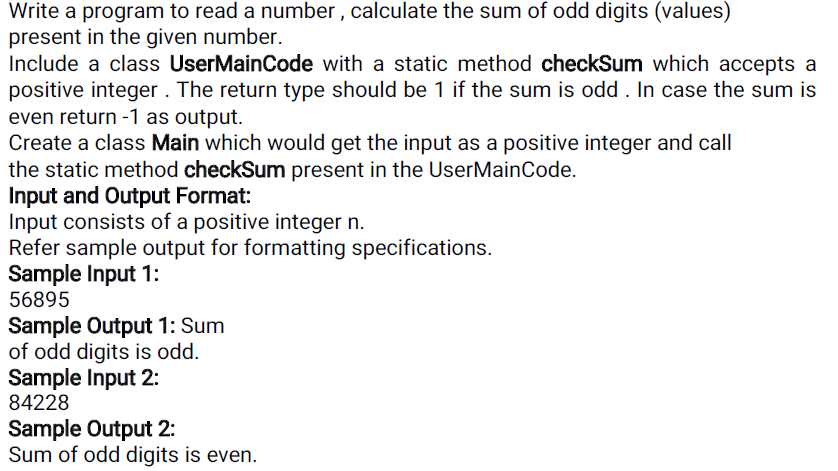 Write a program to read a number , calculate the sum of odd digits (values)
present in the given number.
Include a class UserMainCode with a static method checkSum which accepts a
positive integer . The return type should be 1 if the sum is odd . In case the sum is
even return -1 as output.
Create a class Main which would get the input as a positive integer and call
the static method checkSum present in the UserMainCode.
Input and Output Format:
Input consists of a positive integer n.
Refer sample output for formatting specifications.
Sample Input 1:
56895
Sample Output 1: Sum
of odd digits is odd.
Sample Input 2:
84228
Sample Output 2:
Sum of odd digits is even.